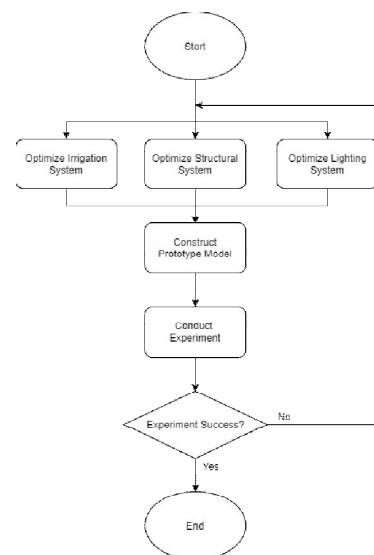 Start
Optimize Irrigation
System
Optimize Structural
System
Optimize Lighting
System
Construct
Prototype Model
Conduct
Experiment
Experiment Success?
No
Yes
End